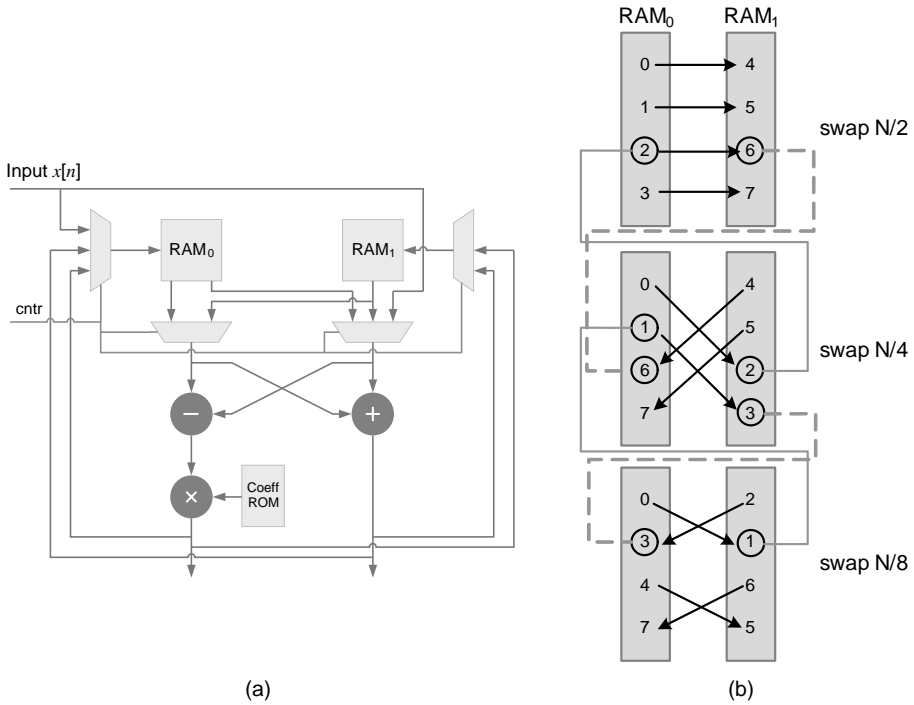 Input x[n]
RAM0
RAM1
cntr
−
+
×
Coeff
ROM
(a)
RAM0 RAM1
0 4
1 5
2 6
3 7
swap N/2
0 4
1 5
6 2
7 3
swap N/4
0 2
3 1
4 6
7 5
swap N/8
(b)